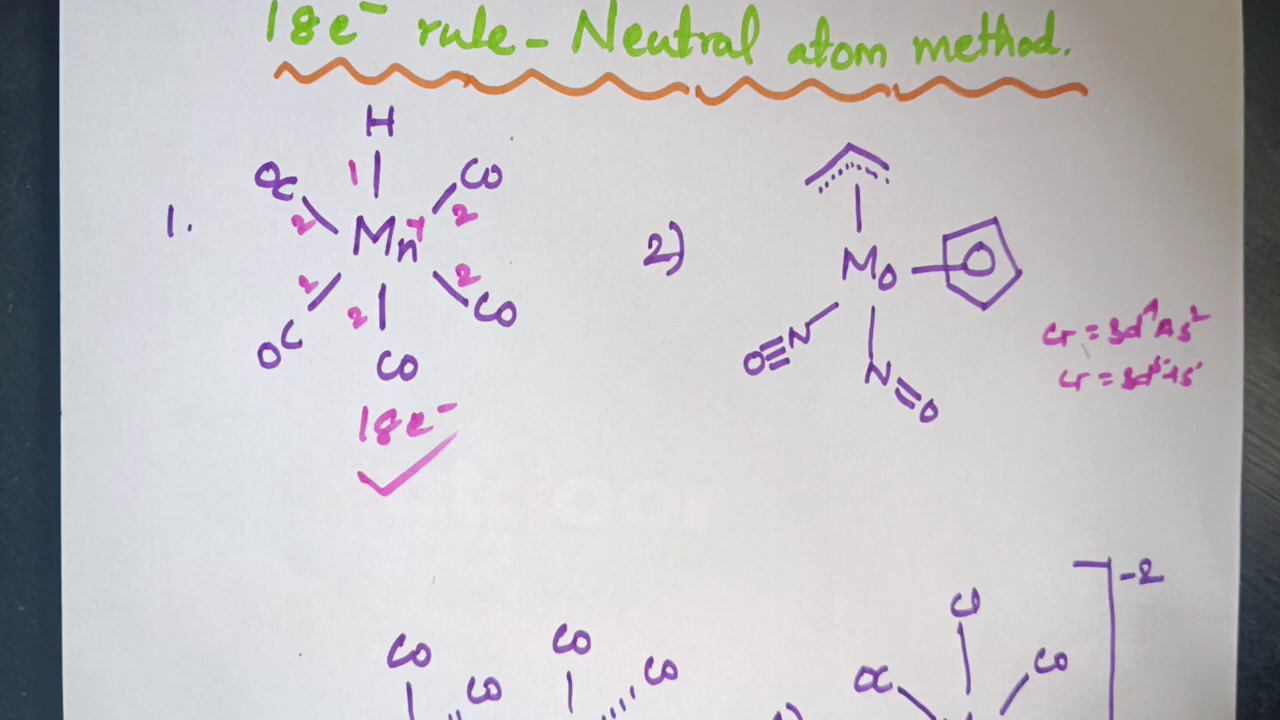 18e⁻ rule - Neutral atom method.
1.
H
1
OC
CO
2
2
Mn 7
2
2
2
OC
CO
CO
18e⁻
2)
Mo
O≡N
N
O
Cr = 3d⁴4s²
Cr = 3d⁵4s¹
-2
CO
CO
CO
CO
Cl
OC
CO